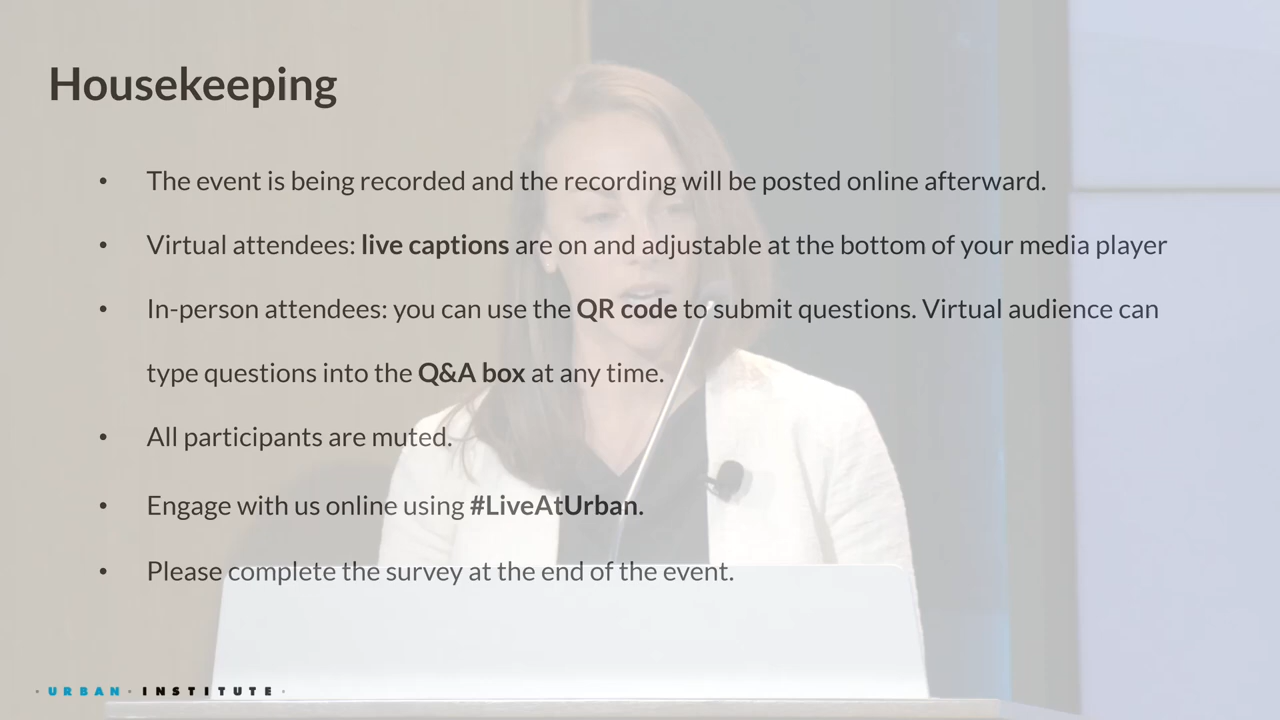 Housekeeping
• The event is being recorded and the recording will be posted online afterward.
• Virtual attendees: live captions are on and adjustable at the bottom of your media player
• In-person attendees: you can use the QR code to submit questions. Virtual audience can
type questions into the Q&A box at any time.
• All participants are muted.
• Engage with us online using #LiveAtUrban.
• Please complete the survey at the end of the event.
· URBAN · INSTITUTE ·